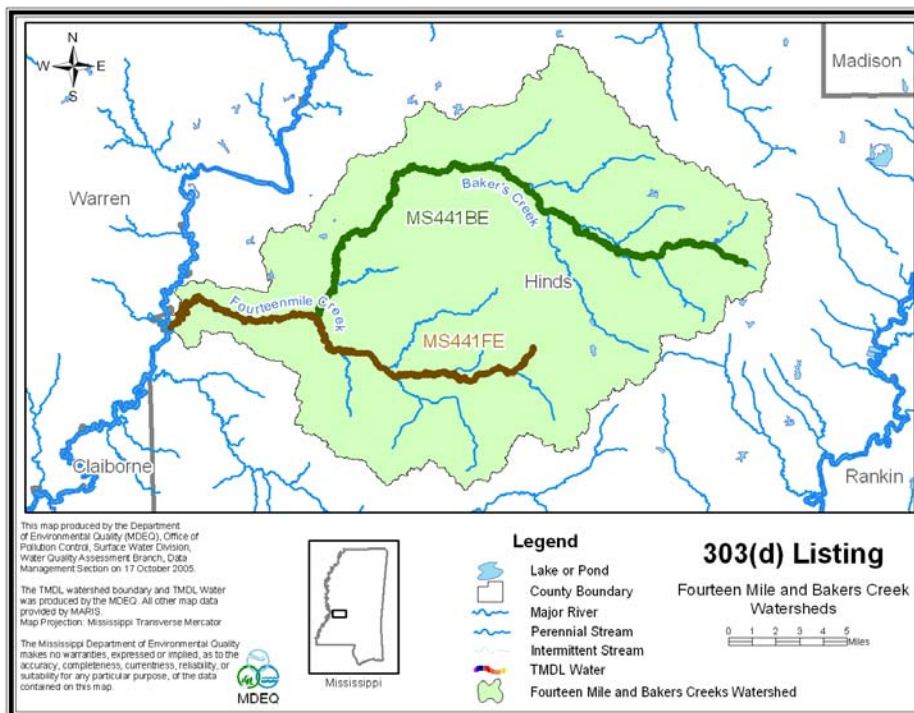 N
W E
S
Madison
Warren
Baker's Creek
MS441BE
Hinds
Fourteenmile Creek
MS441FE
Claiborne
Rankin
This map produced by the Department
of Environmental Quality (MDEQ), Office of
Pollution Control, Surface Water Division,
Water Quality Assessment Branch, Data
Management Section on 17 October 2005.
The TMDL watershed boundary and TMDL Water
was produced by the MDEQ. All other map data
provided by MARIS.
Map Projection: Mississippi Transverse Mercator
The Mississippi Department of Environmental Quality
makes no warranties, expressed or implied, as to the
accuracy, completeness, currentness, reliability, or
suitability for any particular purpose, of the data
contained on this map.
MDEQ
Mississippi
Legend
Lake or Pond
County Boundary
Major River
Perennial Stream
Intermittent Stream
TMDL Water
Fourteen Mile and Bakers Creeks Watershed
303(d) Listing
Fourteen Mile and Bakers Creek
Watersheds
0 1 2 3 4 5
Miles